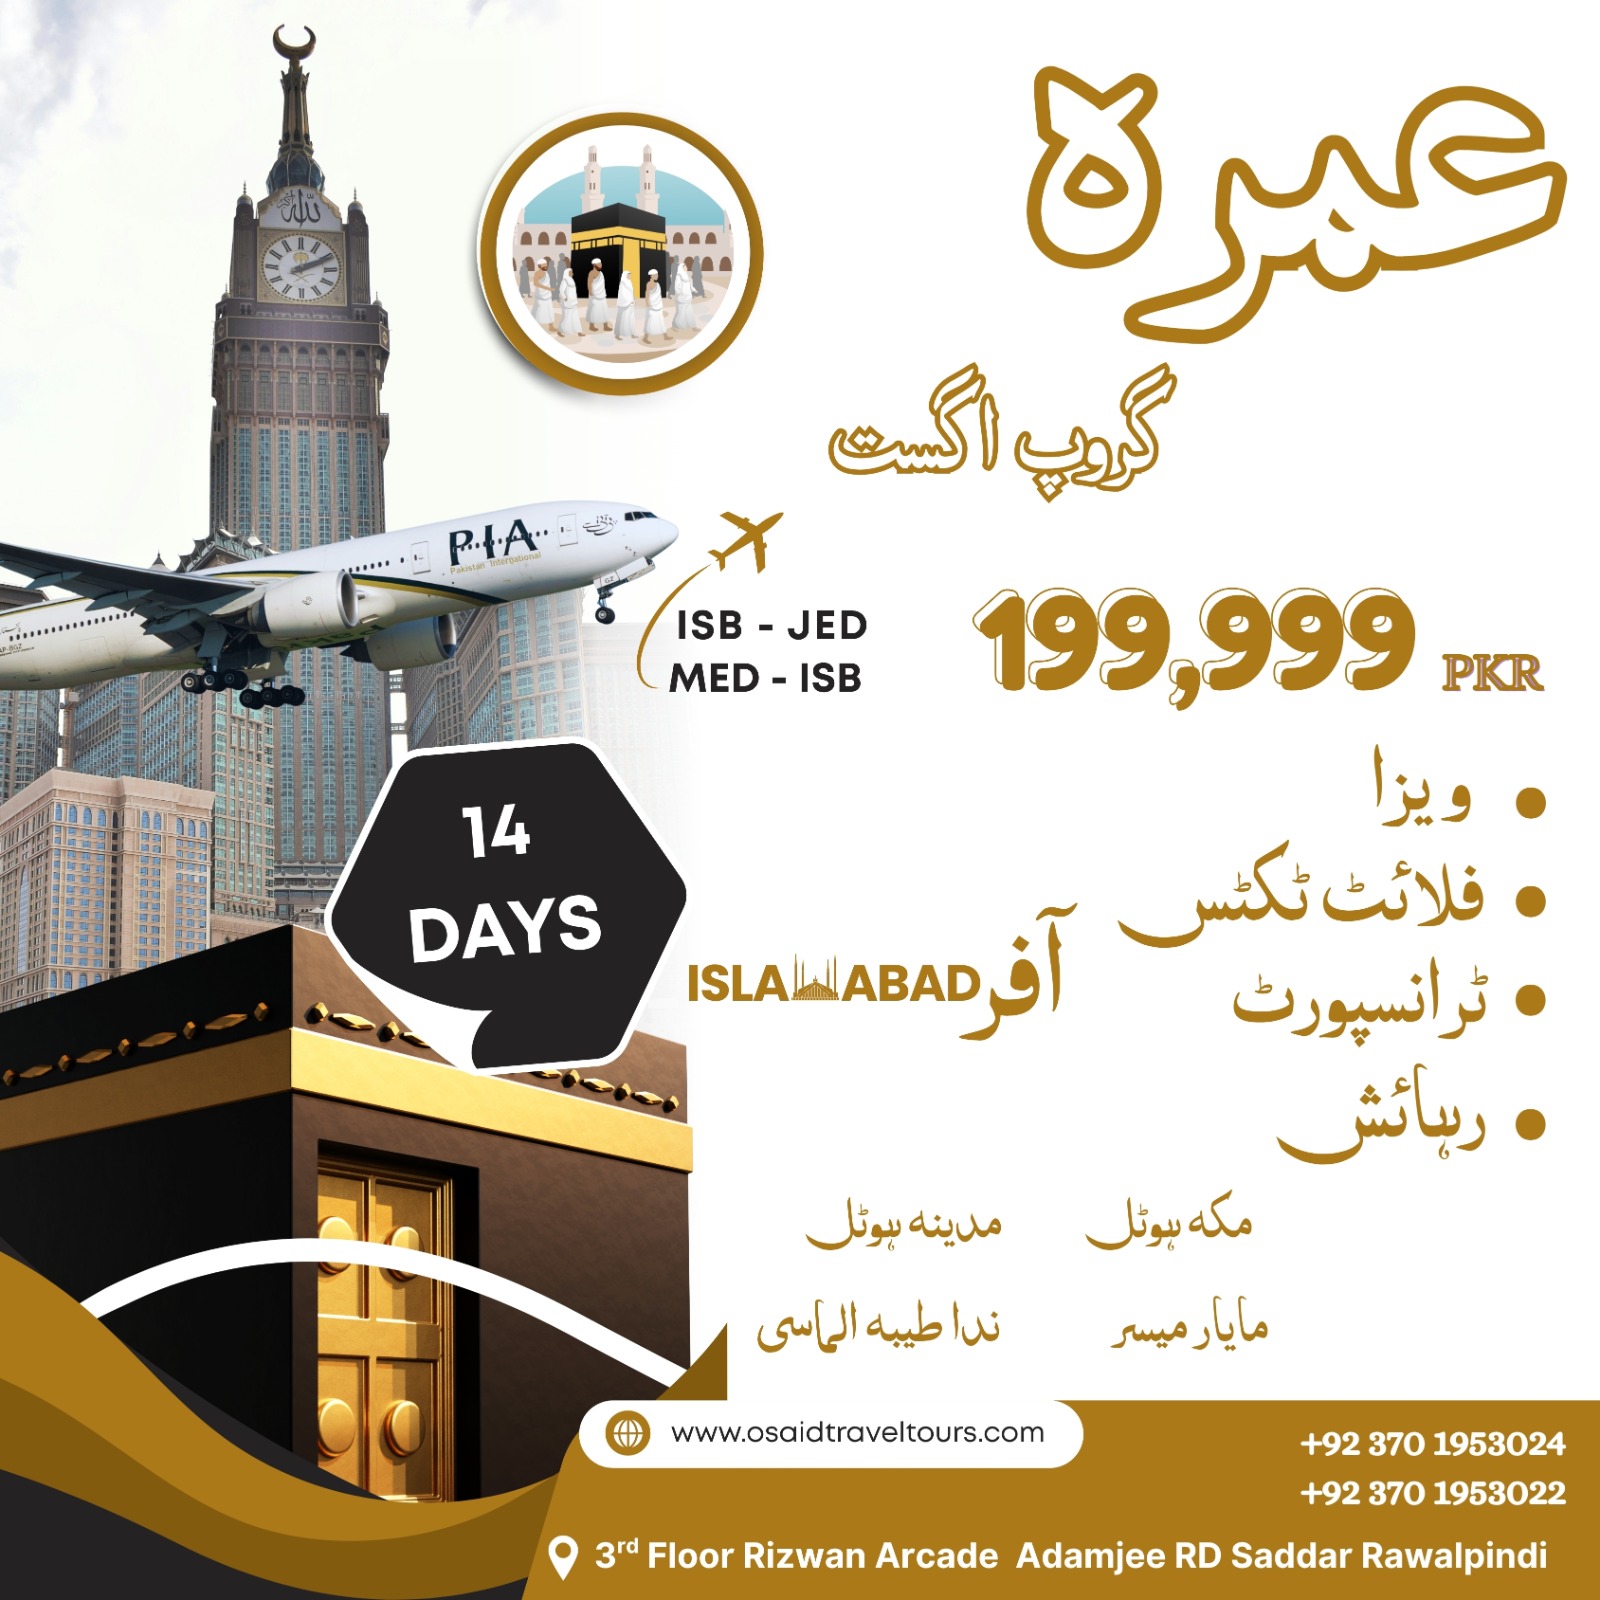 عمرہ
گروپ اگست
PIA
Pakistan International
ISB - JED
MED - ISB
199,999 PKR
14
DAYS
ISLAMABAD آفر
• ویزا
• فلائٹ ٹکٹس
• ٹرانسپورٹ
• رہائش
مکہ ہوٹل
مدینہ ہوٹل
مایار میسر
ندا طیبہ الماسی
www.osaidtraveltours.com
+92 370 1953024
+92 370 1953022
3rd Floor Rizwan Arcade Adamjee RD Saddar Rawalpindi